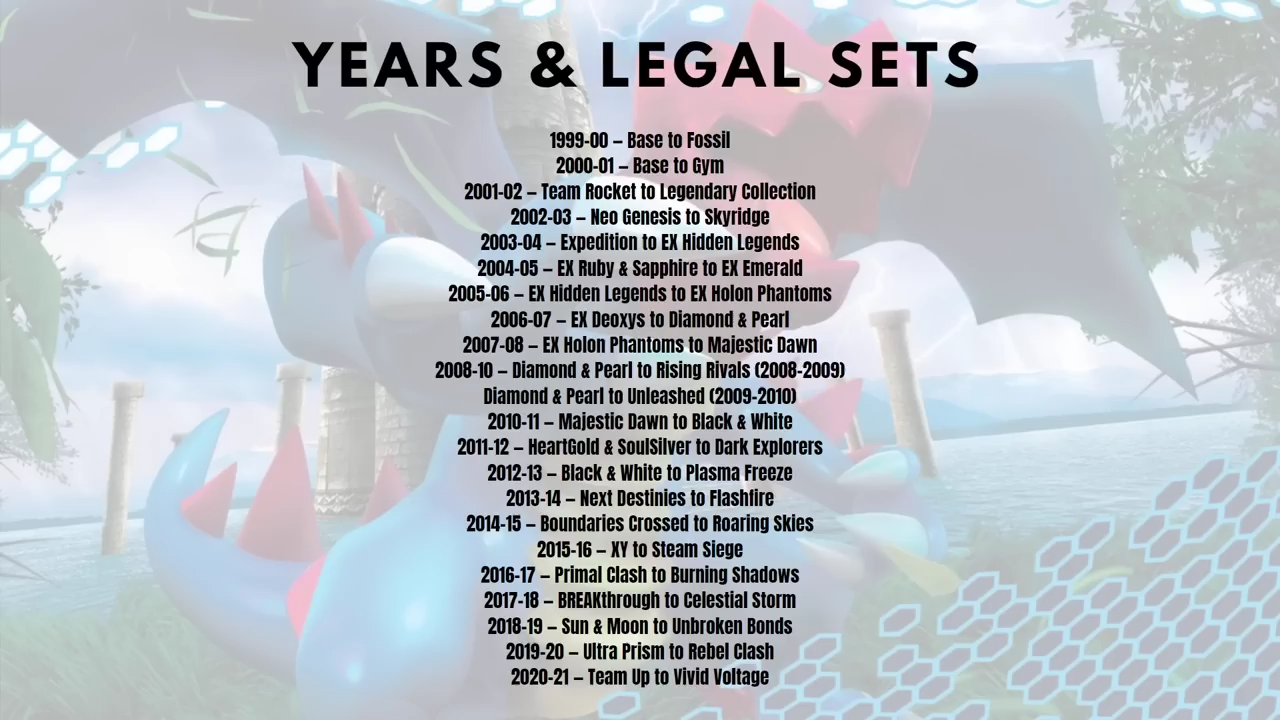 YEARS & LEGAL SETS
1999-00 – Base to Fossil
2000-01 – Base to Gym
2001-02 – Team Rocket to Legendary Collection
2002-03 – Neo Genesis to Skyridge
2003-04 – Expedition to EX Hidden Legends
2004-05 – EX Ruby & Sapphire to EX Emerald
2005-06 – EX Hidden Legends to EX Holon Phantoms
2006-07 – EX Deoxys to Diamond & Pearl
2007-08 – EX Holon Phantoms to Majestic Dawn
2008-10 – Diamond & Pearl to Rising Rivals (2008-2009)
Diamond & Pearl to Unleashed (2009-2010)
2010-11 – Majestic Dawn to Black & White
2011-12 – HeartGold & SoulSilver to Dark Explorers
2012-13 – Black & White to Plasma Freeze
2013-14 – Next Destinies to Flashfire
2014-15 – Boundaries Crossed to Roaring Skies
2015-16 – XY to Steam Siege
2016-17 – Primal Clash to Burning Shadows
2017-18 – BREAKthrough to Celestial Storm
2018-19 – Sun & Moon to Unbroken Bonds
2019-20 – Ultra Prism to Rebel Clash
2020-21 – Team Up to Vivid Voltage